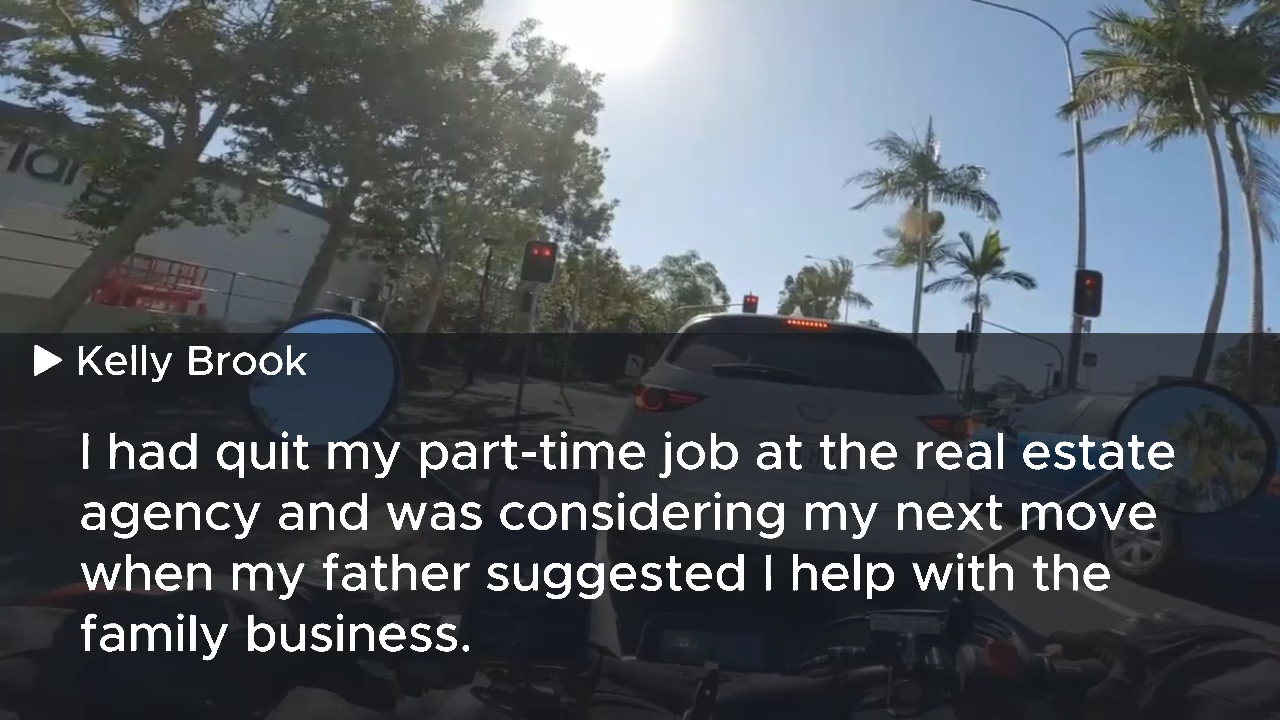 Kelly Brook
I had quit my part-time job at the real estate
agency and was considering my next move
when my father suggested I help with the
family business.